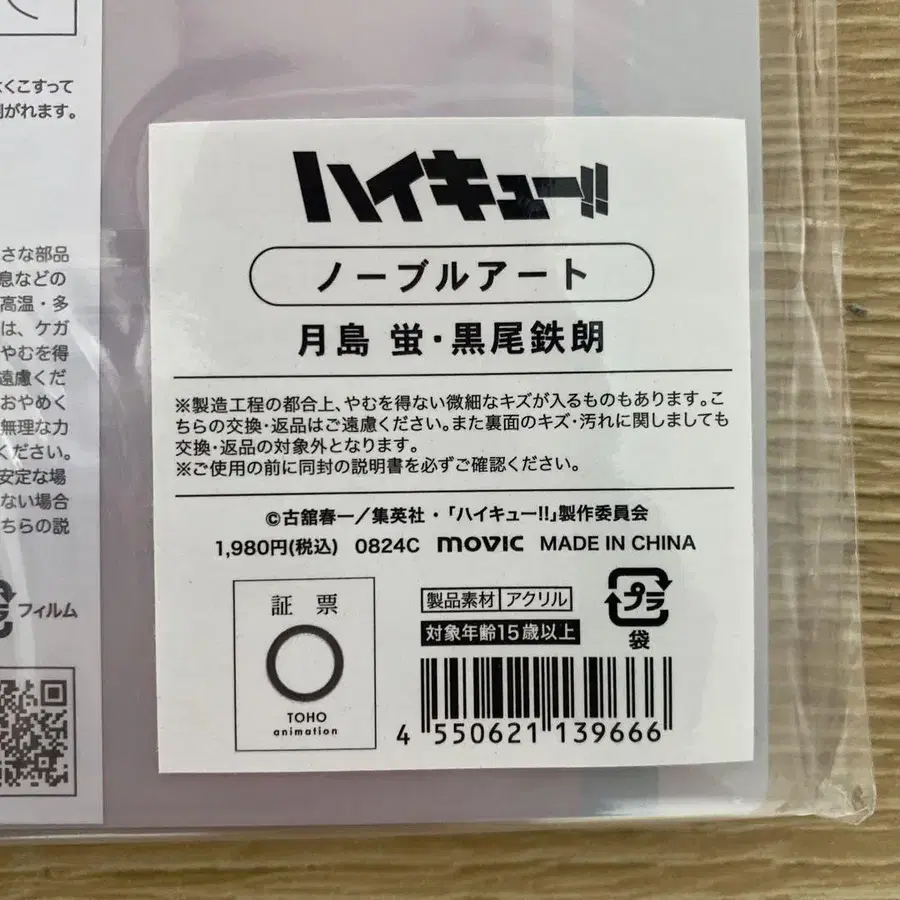 くこすって
剝がれます。
さな部品
息などの
高温・多
は、ケガ
やむを得
遠慮くだ
おやめく
無理な力
ください。
安定な場
ない場合
ちらの説
フィルム
ハイキュー!!
ノーブルアート
月島 蛍・黒尾鉄朗
※製造工程の都合上、やむを得ない微細なキズが入るものもあります。こ
ちらの交換・返品はご遠慮ください。また裏面のキズ・汚れに関しましても
交換・返品の対象外となります。
※ご使用の前に同封の説明書を必ずご確認ください。
©古舘春一/集英社・「ハイキュー!!」製作委員会
1,980円(税込) 0824C movic MADE IN CHINA
証 票
TOHO
animation
製品素材 アクリル
対象年齢15歳以上
プラ
袋
4 550621 139666